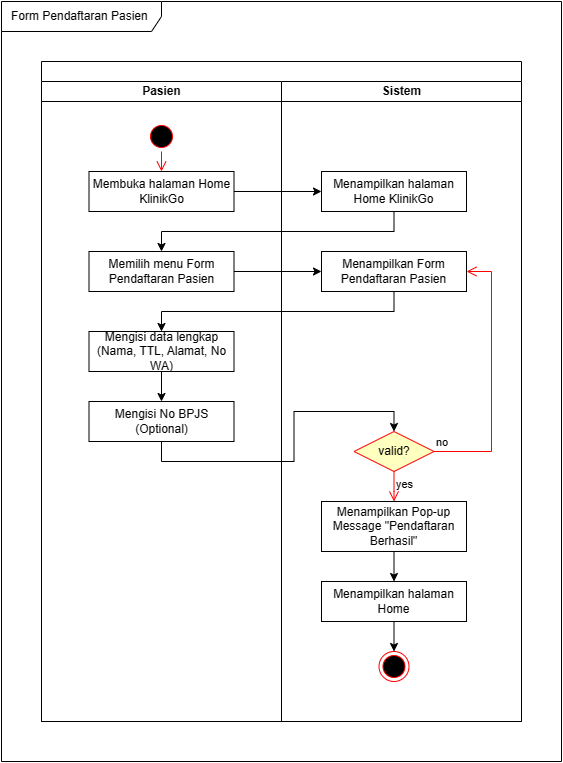 Form Pendaftaran Pasien
Pasien
Sistem
Membuka halaman Home
KlinikGo
Menampilkan halaman
Home KlinikGo
Memilih menu Form
Pendaftaran Pasien
Menampilkan Form
Pendaftaran Pasien
Mengisi data lengkap
(Nama, TTL, Alamat, No
WA)
Mengisi No BPJS
(Optional)
valid?
no
yes
Menampilkan Pop-up
Message "Pendaftaran
Berhasil"
Menampilkan halaman
Home